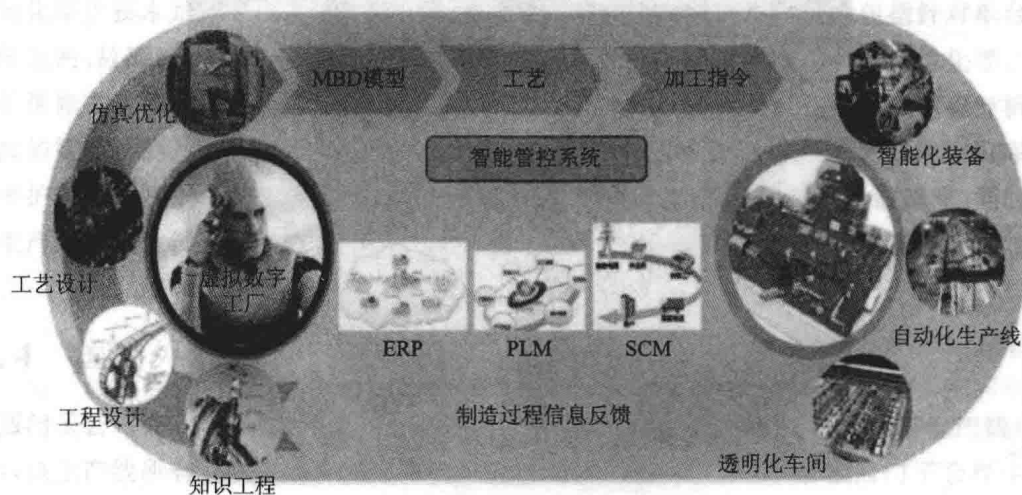 MBD模型
工艺
加工指令
仿真优化
智能管控系统
智能化装备
工艺设计
虚拟数字
工厂
自动化生产线
ERP
PLM
SCM
工程设计
制造过程信息反馈
透明化车间
知识工程